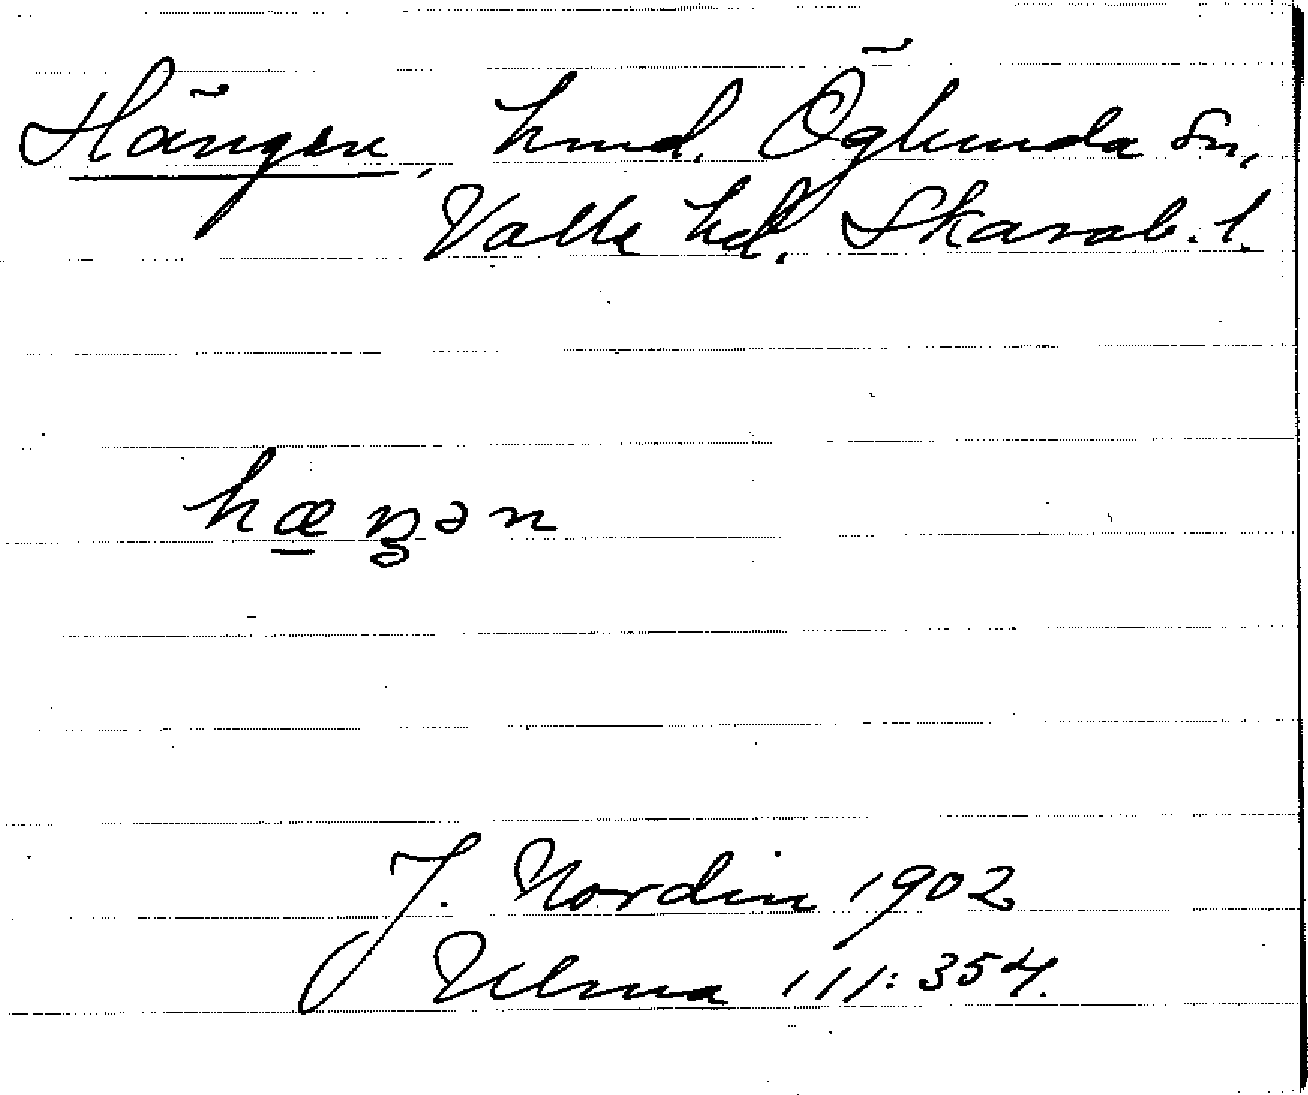 Hängen, hmd. Öglunda sn,
Valle hd. Skarab. l.
hæŋən
J. Nordin 1902
Ulma 111:354.